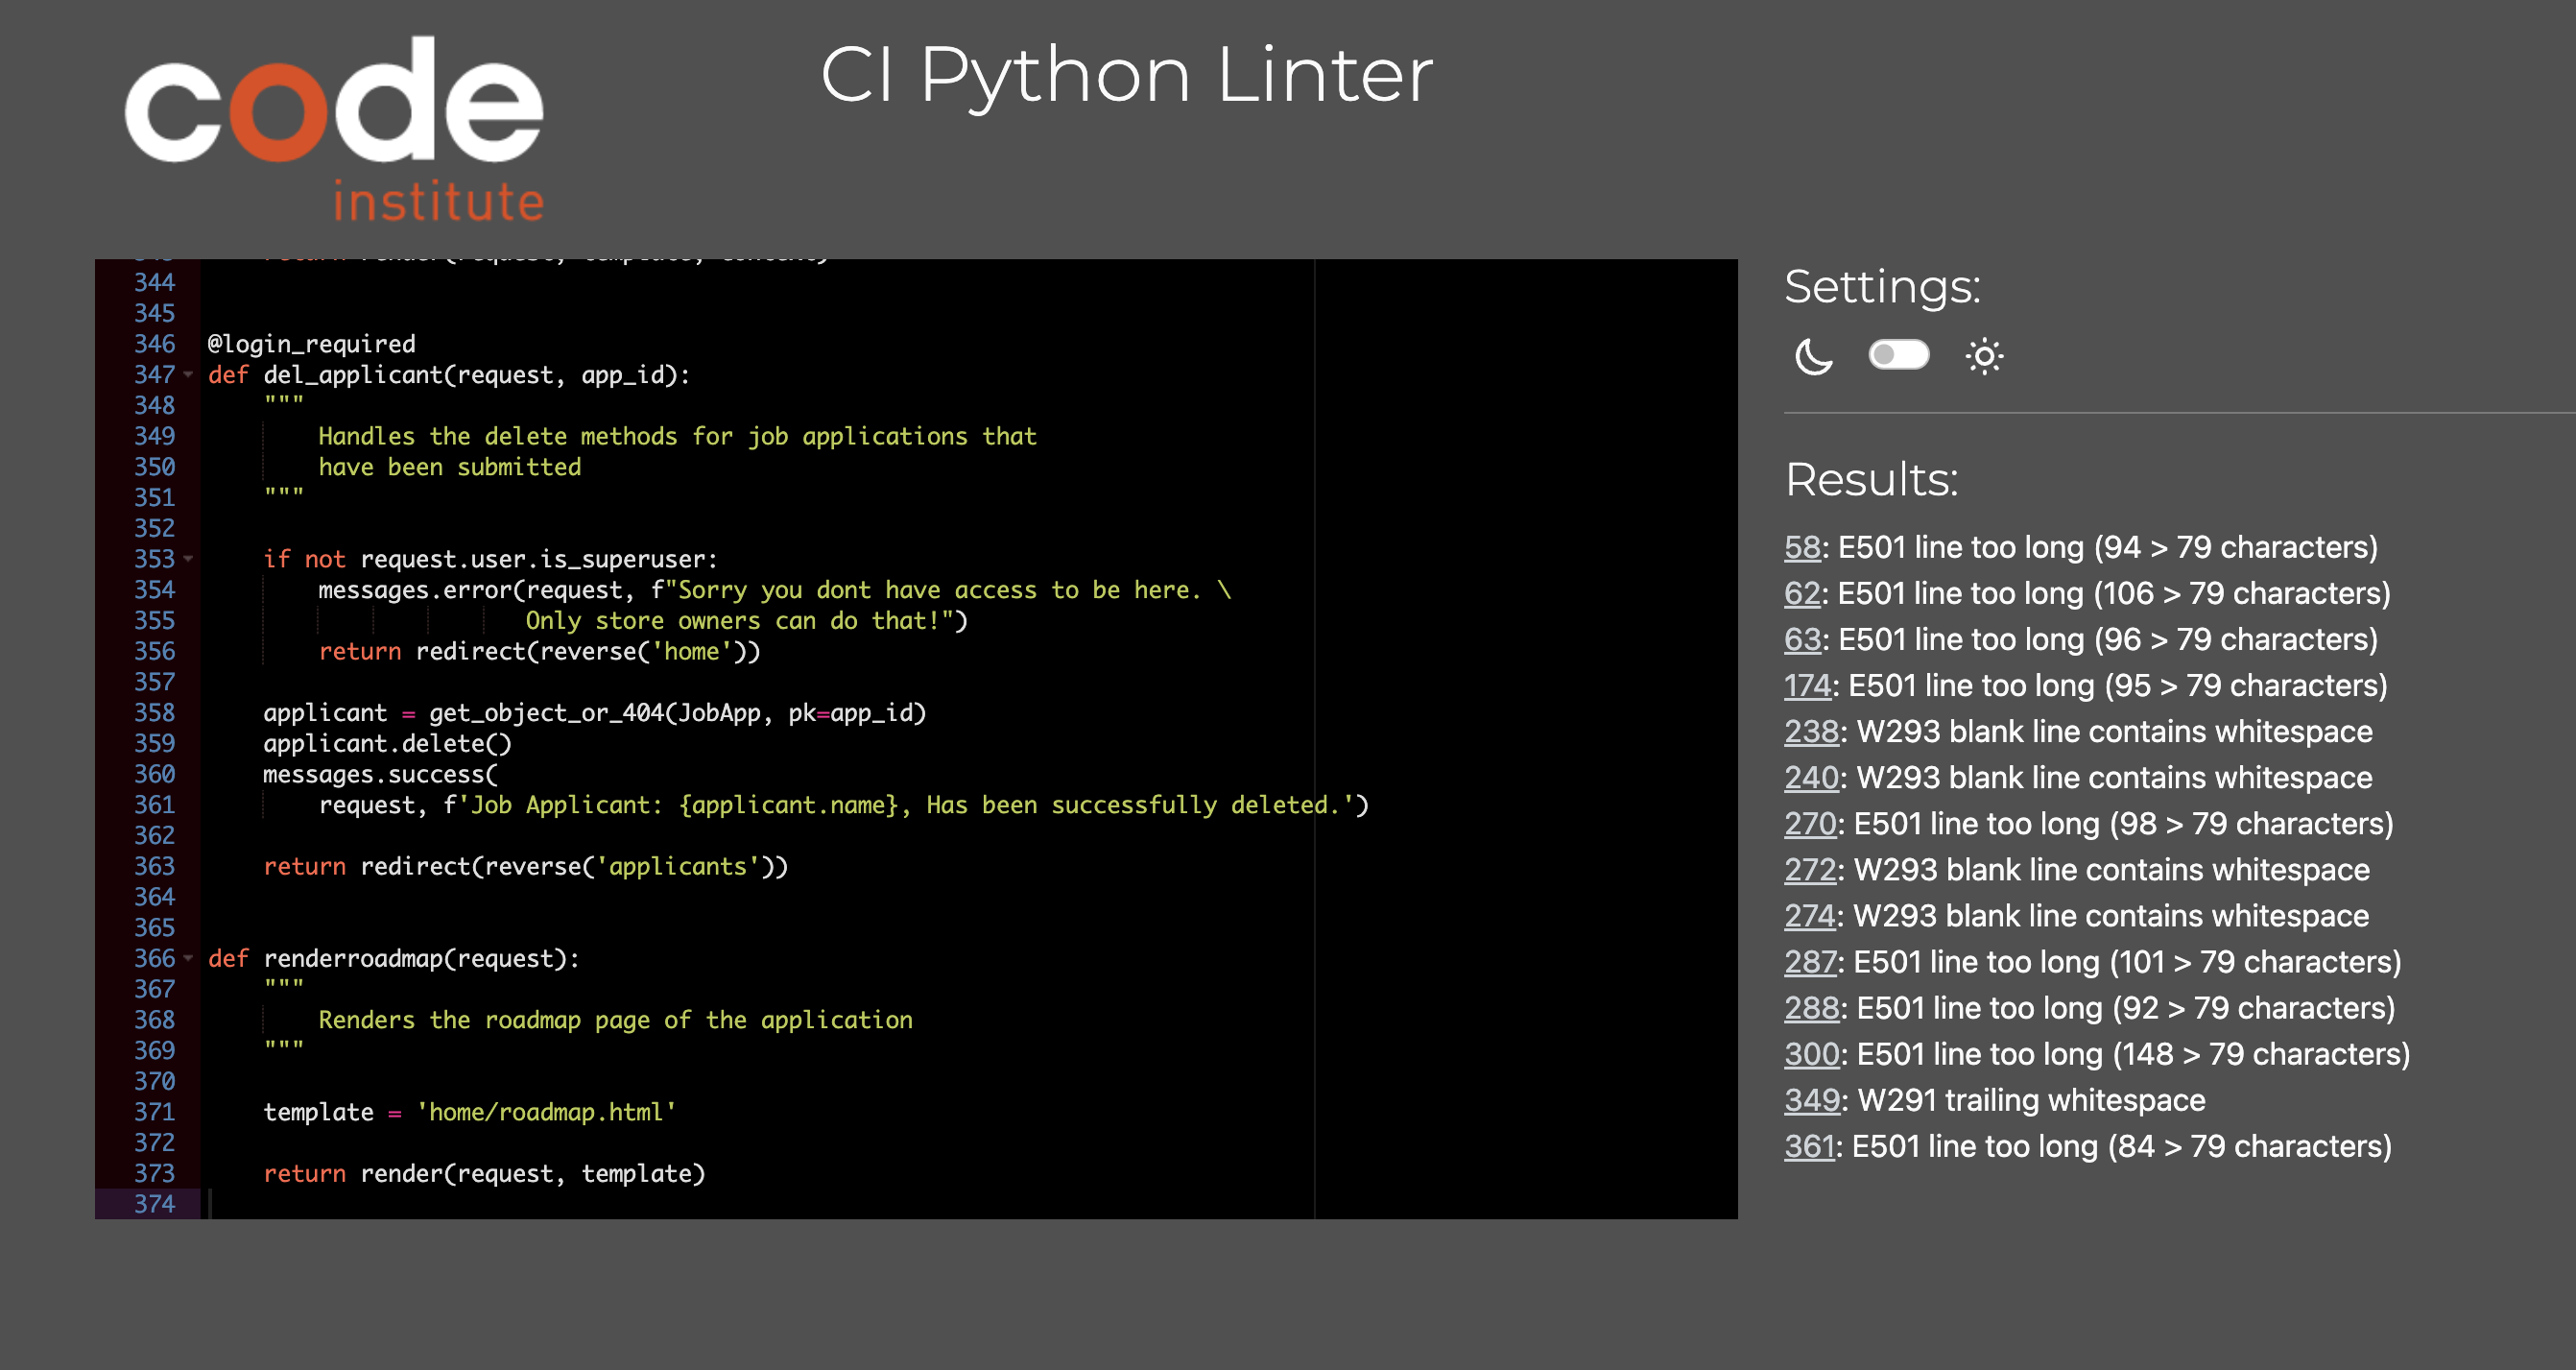 code
institute
CI Python Linter
344
345
346 @login_required
347 def del_applicant(request, app_id):
348     """
349         Handles the delete methods for job applications that
350         have been submitted
351     """
352
353     if not request.user.is_superuser:
354         messages.error(request, f"Sorry you dont have access to be here. \
355                        Only store owners can do that!")
356         return redirect(reverse('home'))
357
358     applicant = get_object_or_404(JobApp, pk=app_id)
359     applicant.delete()
360     messages.success(
361         request, f'Job Applicant: {applicant.name}, Has been successfully deleted.')
362
363     return redirect(reverse('applicants'))
364
365
366 def renderroadmap(request):
367     """
368         Renders the roadmap page of the application
369     """
370
371     template = 'home/roadmap.html'
372
373     return render(request, template)
374
Settings:
Results:
58: E501 line too long (94 > 79 characters)
62: E501 line too long (106 > 79 characters)
63: E501 line too long (96 > 79 characters)
174: E501 line too long (95 > 79 characters)
238: W293 blank line contains whitespace
240: W293 blank line contains whitespace
270: E501 line too long (98 > 79 characters)
272: W293 blank line contains whitespace
274: W293 blank line contains whitespace
287: E501 line too long (101 > 79 characters)
288: E501 line too long (92 > 79 characters)
300: E501 line too long (148 > 79 characters)
349: W291 trailing whitespace
361: E501 line too long (84 > 79 characters)